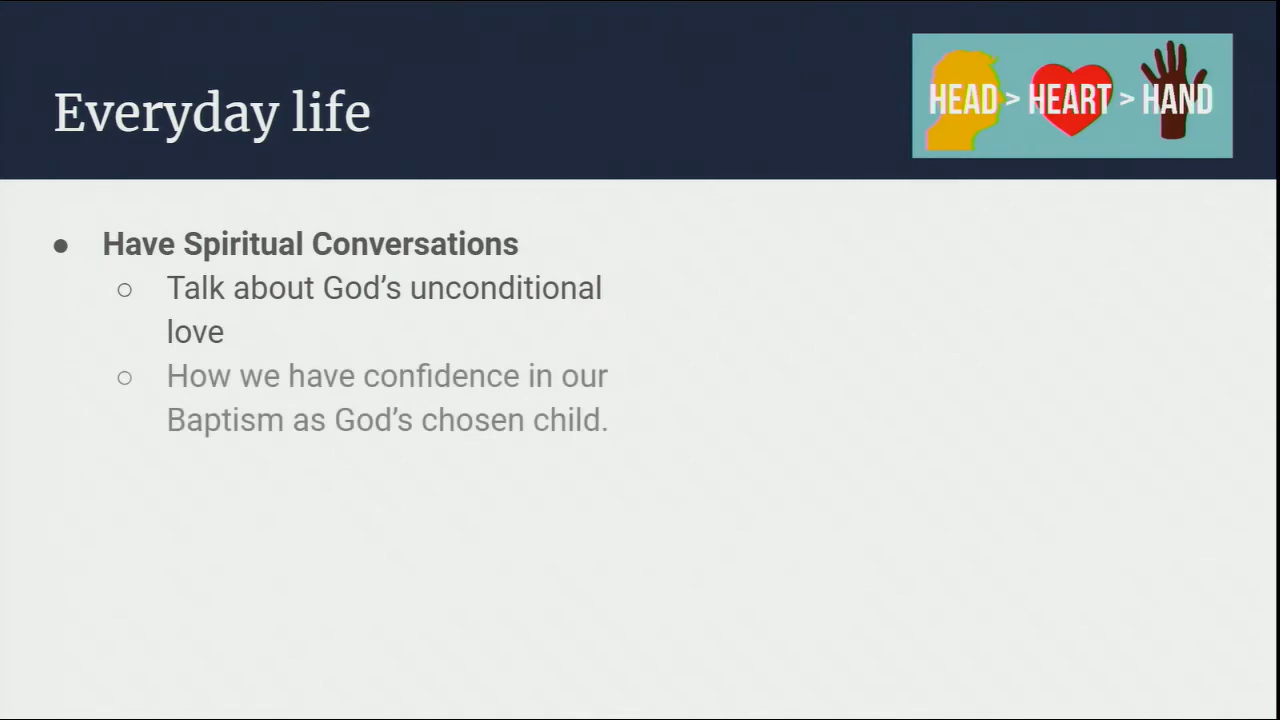 Everyday life
HEAD > HEART > HAND
● Have Spiritual Conversations
○ Talk about God’s unconditional
love
○ How we have confidence in our
Baptism as God’s chosen child.